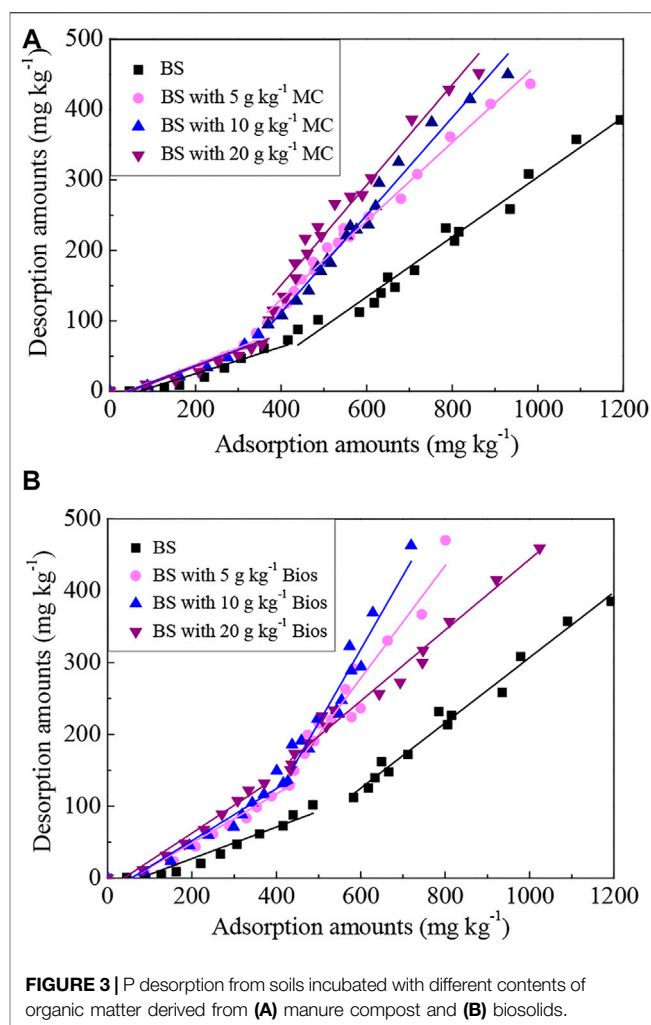 A
500
400
300
200
100
0
Desorption amounts (mg kg⁻¹)
BS
BS with 5 g kg⁻¹ MC
BS with 10 g kg⁻¹ MC
BS with 20 g kg⁻¹ MC
0 200 400 600 800 1000 1200
Adsorption amounts (mg kg⁻¹)
B
500
400
300
200
100
0
Desorption amounts (mg kg⁻¹)
BS
BS with 5 g kg⁻¹ Bios
BS with 10 g kg⁻¹ Bios
BS with 20 g kg⁻¹ Bios
0 200 400 600 800 1000 1200
Adsorption amounts (mg kg⁻¹)
FIGURE 3 | P desorption from soils incubated with different contents of
organic matter derived from (A) manure compost and (B) biosolids.